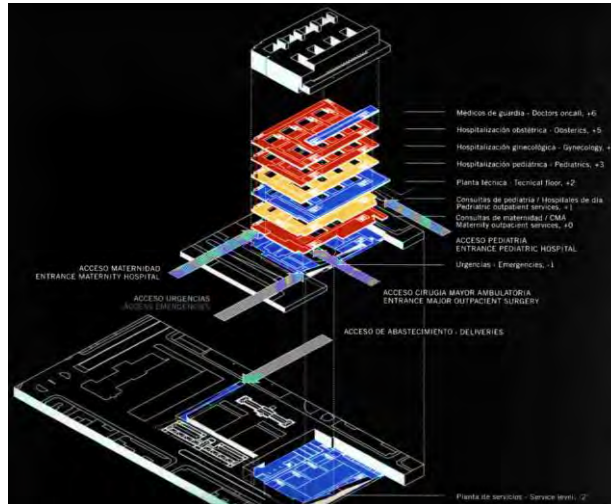 Médicos de guardia - Doctors oncall, +6
Hospitalización obstétrica - Obsterics, +5
Hospitalización ginecológica - Gynecology, +
Hospitalización pediátrica - Pediatrics, +3
Planta técnica - Tecnical floor, +2
Consultas de pediatría / Hospitales de día
Pedriatric outpatient services, +1
Consultas de maternidad / CMA
Maternity outpatient services, +0
ACCESO PEDIATRIA
ENTRANCE PEDIATRIC HOSPITAL
Urgencias - Emergencies, -1
ACCESO MATERNIDAD
ENTRANCE MATERNITY HOSPITAL
ACCESO CIRUGIA MAYOR AMBULATORIA
ENTRANCE MAJOR OUTPACIENT SURGERY
ACCESO URGENCIAS
ACCESS EMERGENCIES
ACCESO DE ABASTECIMIENTO - DELIVERIES
Planta de servicios - Service level, -2